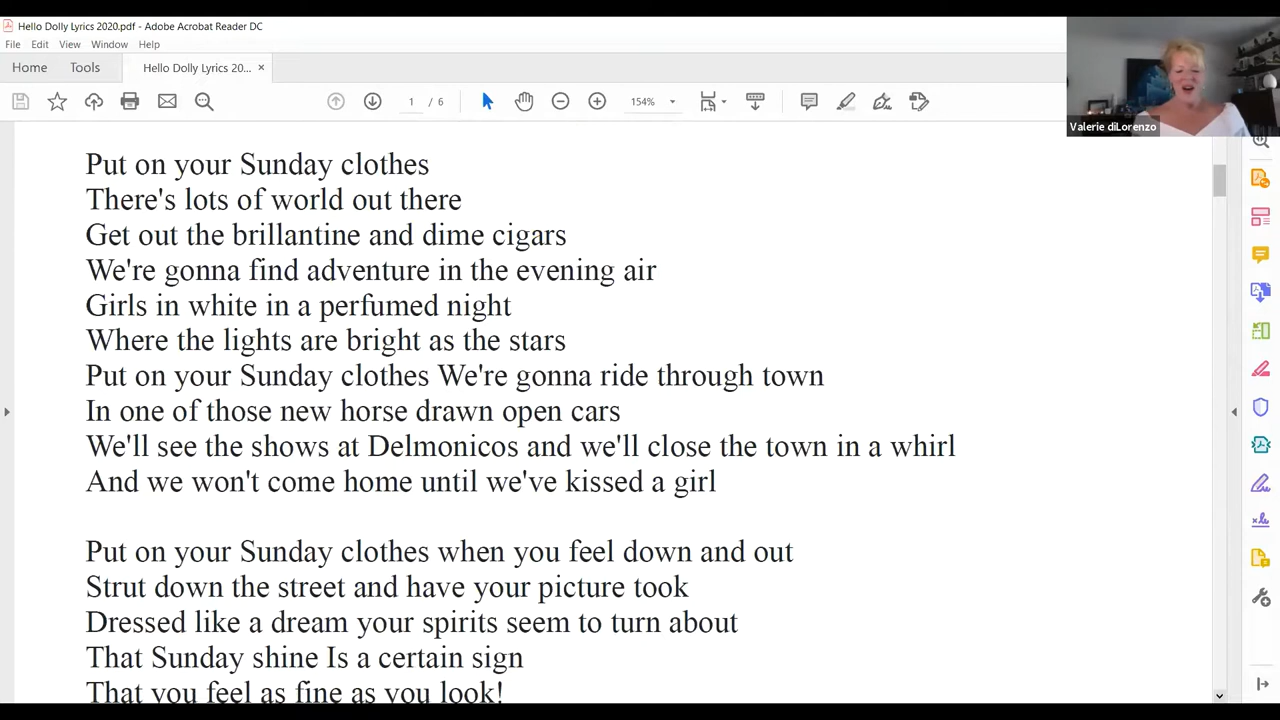 Hello Dolly Lyrics 2020.pdf - Adobe Acrobat Reader DC
File Edit View Window Help
Home Tools Hello Dolly Lyrics 20... ×
1 / 6 154%
Valerie diLorenzo
Put on your Sunday clothes
There's lots of world out there
Get out the brillantine and dime cigars
We're gonna find adventure in the evening air
Girls in white in a perfumed night
Where the lights are bright as the stars
Put on your Sunday clothes We're gonna ride through town
In one of those new horse drawn open cars
We'll see the shows at Delmonicos and we'll close the town in a whirl
And we won't come home until we've kissed a girl
Put on your Sunday clothes when you feel down and out
Strut down the street and have your picture took
Dressed like a dream your spirits seem to turn about
That Sunday shine Is a certain sign
That you feel as fine as you look!